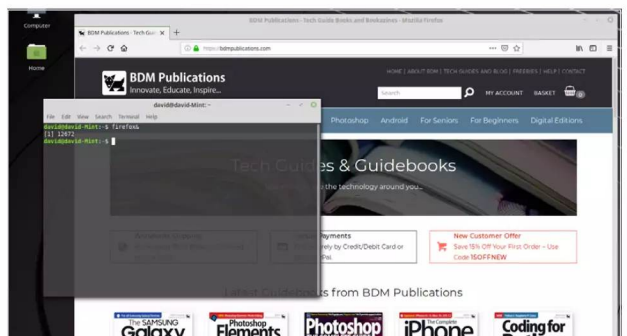 Computer
Home
BDM Publications - Tech Guide Books and Bookazines - Mozilla Firefox
BDM Publications - Tech Gui
https://bdmpublications.com
BDM Publications
Innovate, Educate, Inspire...
HOME | ABOUT BDM | TECH GUIDES AND BLOG | FREEBIES | HELP | CONTACT
Search
MY ACCOUNT
BASKET
Photoshop
Android
For Seniors
For Beginners
Digital Editions
david@david-Mint: ~
File Edit View Search Terminal Help
david@david-Mint:~$ firefox&
[1] 12672
david@david-Mint:~$
Tech Guides & Guidebooks
the technology around you...
Payments
by Credit/Debit Card or
New Customer Offer
Save 15% Off Your First Order - Use
Code 15OFFNEW
Latest Guidebooks from BDM Publications
The SAMSUNG
Galaxy
Photoshop
Elements
Photoshop
The Complete
iPhone
Coding for